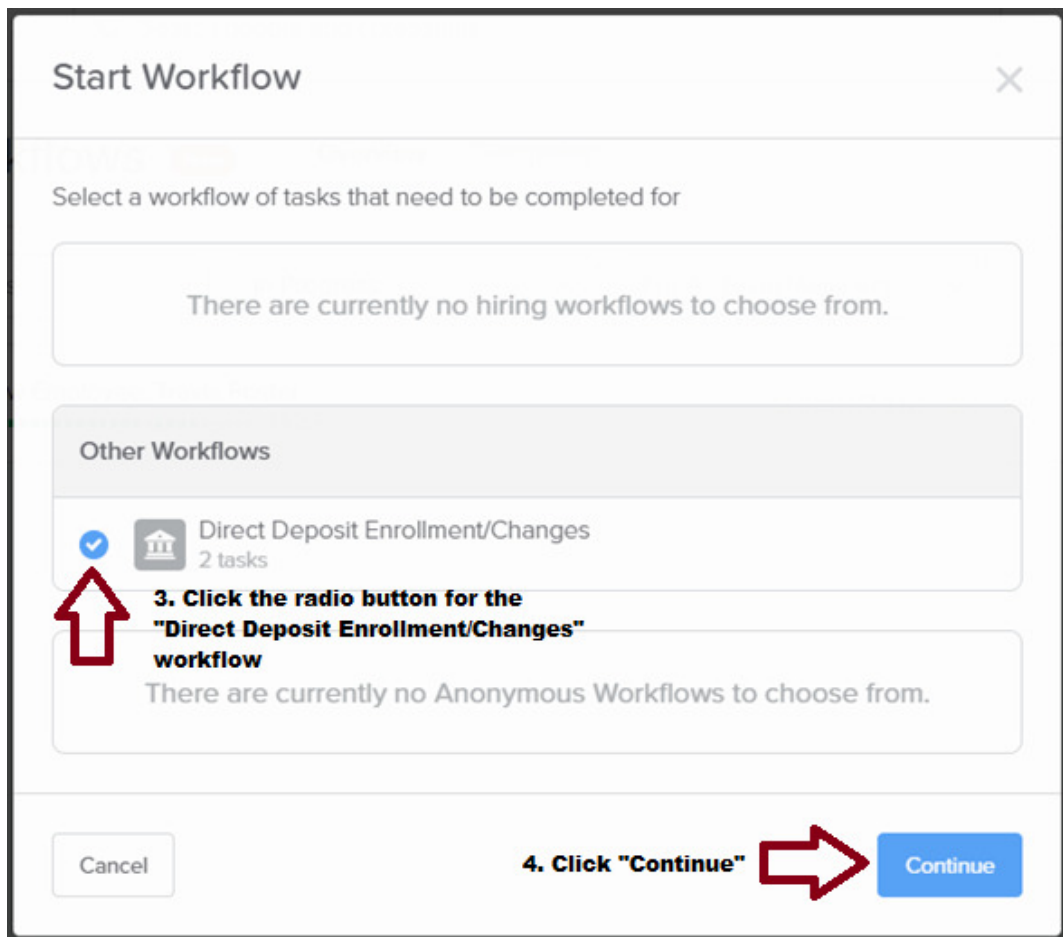 Start Workflow
Select a workflow of tasks that need to be completed for
There are currently no hiring workflows to choose from.
Other Workflows
Direct Deposit Enrollment/Changes
2 tasks
3. Click the radio button for the
"Direct Deposit Enrollment/Changes"
workflow
There are currently no Anonymous Workflows to choose from.
Cancel
4. Click "Continue"
Continue